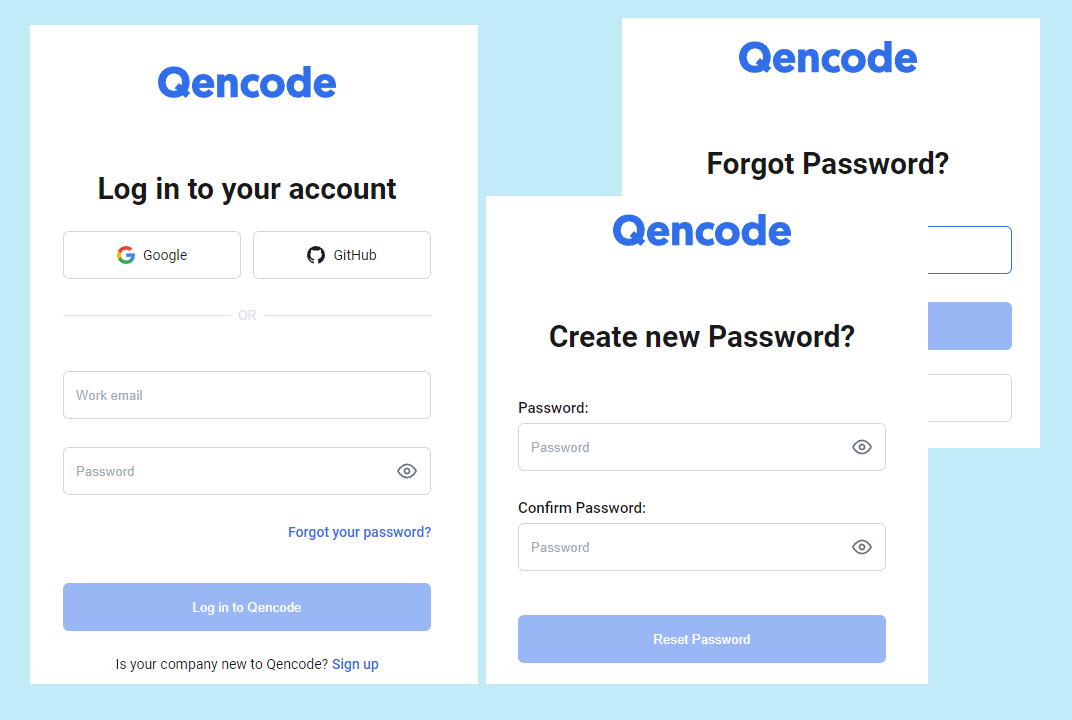 Qencode
Log in to your account
Google
GitHub
OR
Work email
Password
Forgot your password?
Log in to Qencode
Is your company new to Qencode? Sign up
Qencode
Forgot Password?
Qencode
Create new Password?
Password:
Password
Confirm Password:
Password
Reset Password